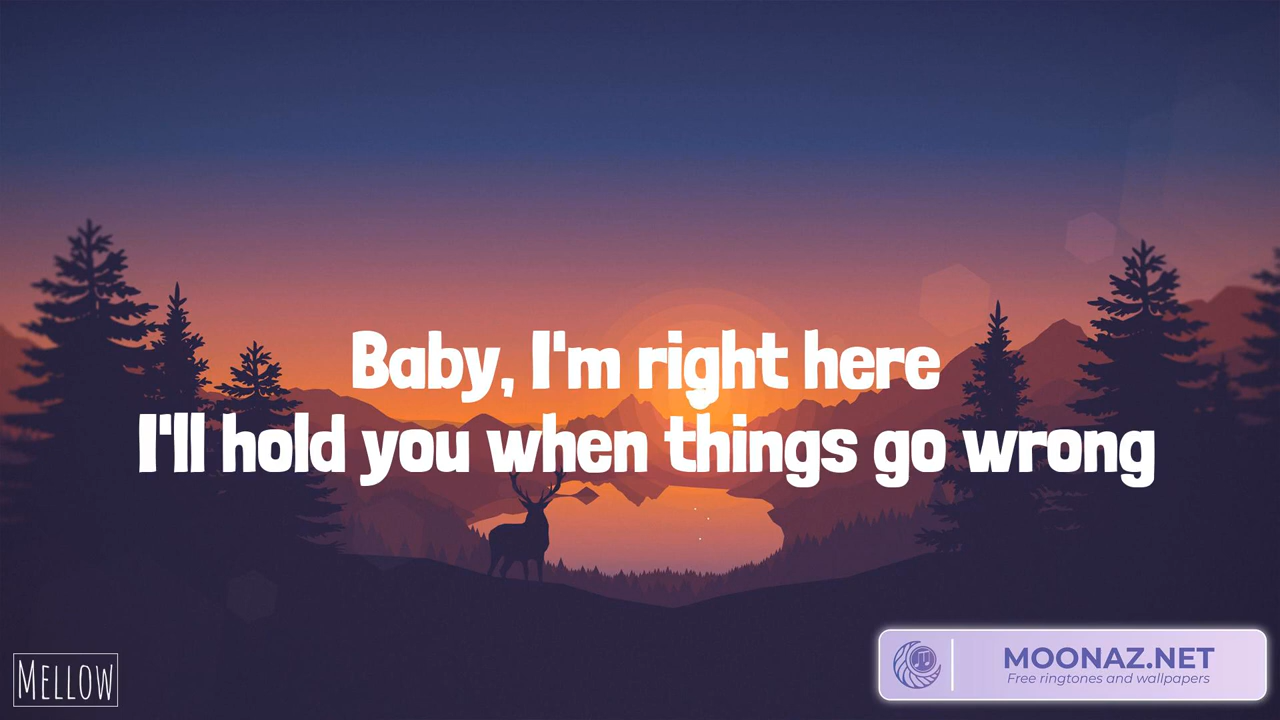 Baby, I'm right here
I'll hold you when things go wrong
MELLOW
MOONAZ.NET
Free ringtones and wallpapers